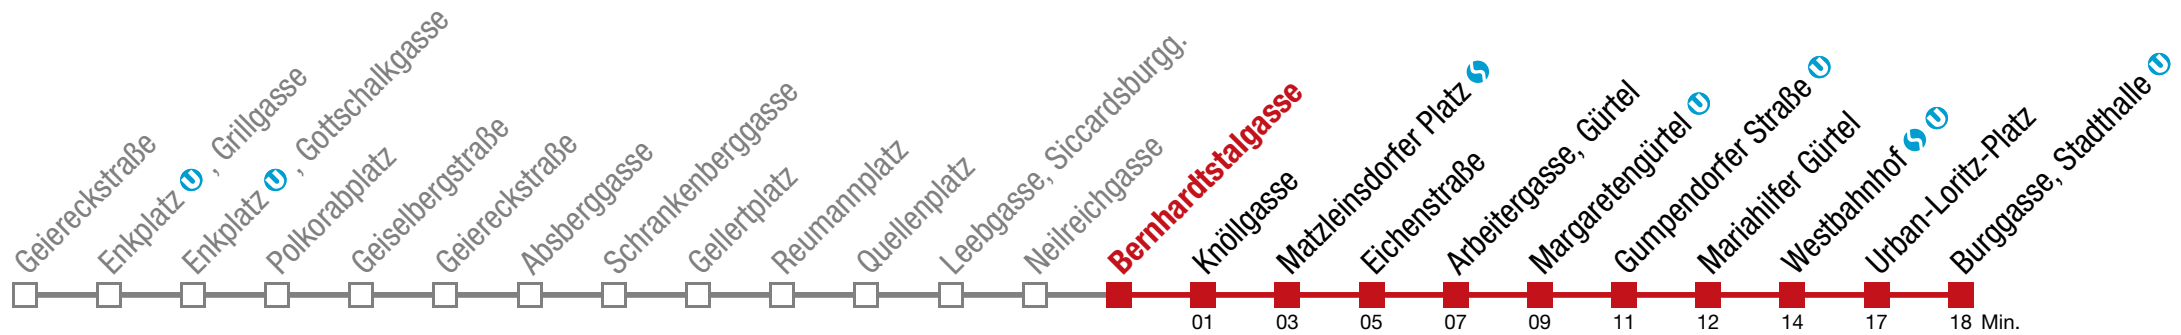 Geiereckstraße
Enkplatz U, Grillgasse
Enkplatz U, Gottschalkgasse
Polkorabplatz
Geiselbergstraße
Geiereckstraße
Absberggasse
Schrankenberggasse
Gellertplatz
Reumannplatz
Quellenplatz
Leebgasse, Siccardsburgg.
Neilreichgasse
Bernhardtstalgasse
Knöllgasse
Matzleinsdorfer Platz S
Eichenstraße
Arbeitergasse, Gürtel
Margaretengürtel U
Gumpendorfer Straße U
Mariahilfer Gürtel
Westbahnhof S U
Urban-Loritz-Platz
Burggasse, Stadthalle U
01 03 05 07 09 11 12 14 17 18 Min.